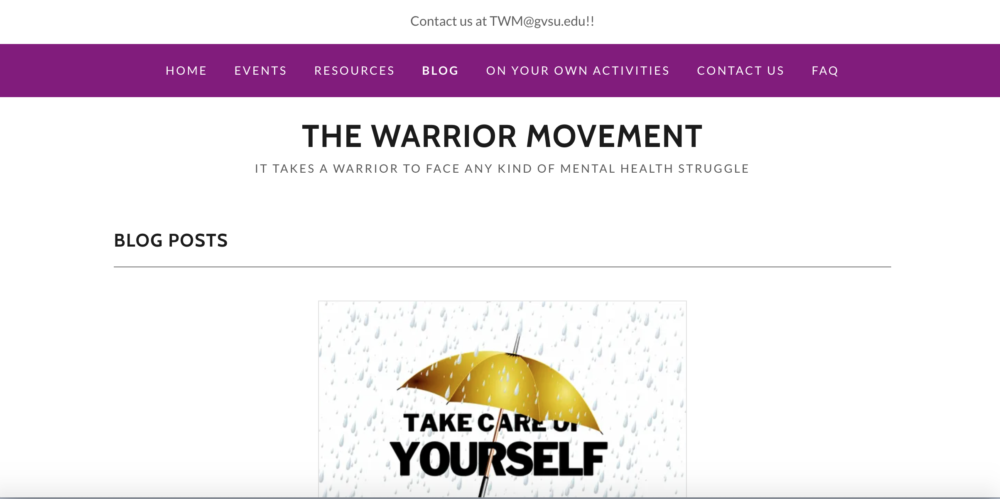 Contact us at TWM@gvsu.edu!!
HOME EVENTS RESOURCES BLOG ON YOUR OWN ACTIVITIES CONTACT US FAQ
THE WARRIOR MOVEMENT
IT TAKES A WARRIOR TO FACE ANY KIND OF MENTAL HEALTH STRUGGLE
BLOG POSTS
TAKE CARE OF
YOURSELF